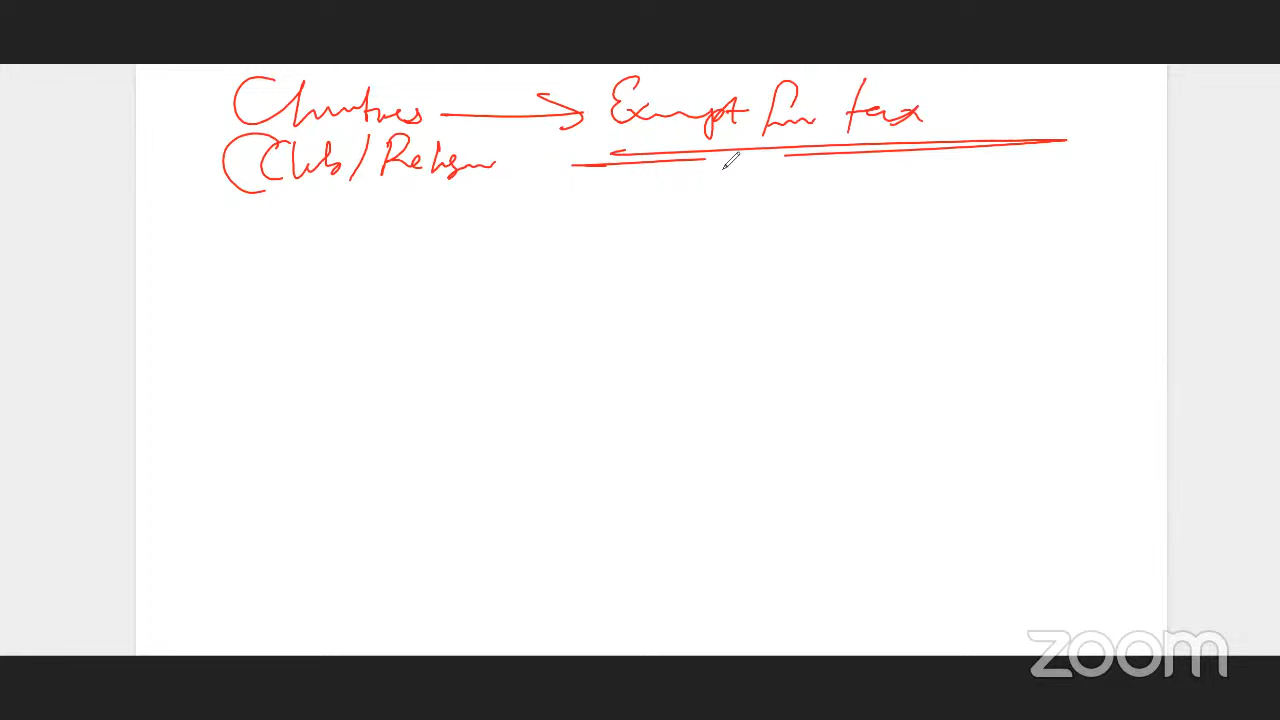 Charities → Exempt from tax
(Clubs/Religion
zoom